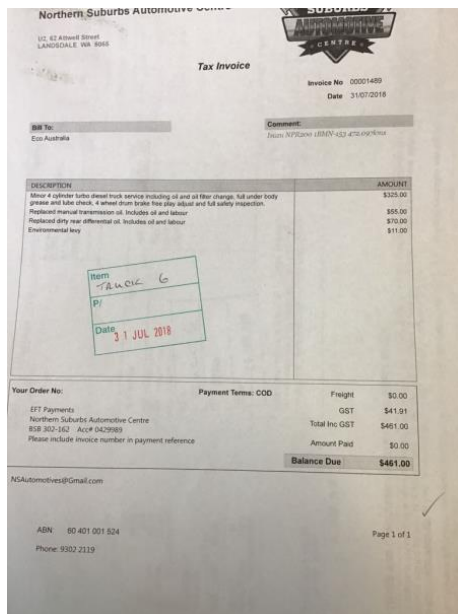 Northern Suburbs Automotive Centre
U2, 62 Attwell Street
LANDSDALE WA 6065
SUBURBS
AUTOMOTIVE
CENTRE
Tax Invoice
Invoice No 00001489
Date 31/07/2018
Bill To:
Eco Australia
Comment:
Isuzu NPR200
DESCRIPTION AMOUNT
Minor 4 cylinder turbo diesel truck service including oil and oil filter change, full under body $325.00
grease and lube check, 4 wheel drum brake free play adjust and full safety inspection.
Replaced manual transmission oil. Includes oil and labour $55.00
Replaced dirty rear differential oil. Includes oil and labour $70.00
Environmental levy $11.00
Item
TRUCK 6
P/
Date
31 JUL 2018
Your Order No: Payment Terms: COD
Freight $0.00
GST $41.91
Total Inc GST $461.00
Amount Paid $0.00
Balance Due $461.00
EFT Payments
Northern Suburbs Automotive Centre
BSB 302-162 Acc# 0429989
Please include invoice number in payment reference
NSAutomotives@Gmail.com
ABN: 60 401 001 524
Page 1 of 1
Phone: 9302 2119